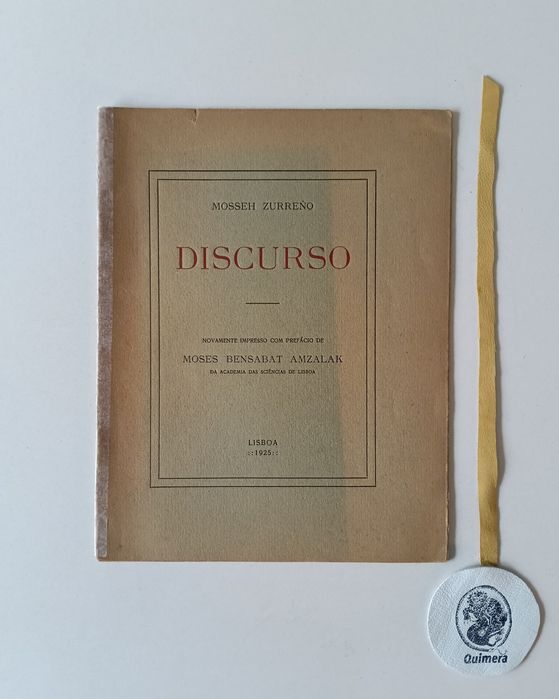 MOSSEH ZURREÑO
DISCURSO
NOVAMENTE IMPRESSO COM PREFÁCIO DE
MOSES BENSABAT AMZALAK
DA ACADEMIA DAS SCIÊNCIAS DE LISBOA
LISBOA
::1925::
Quimera